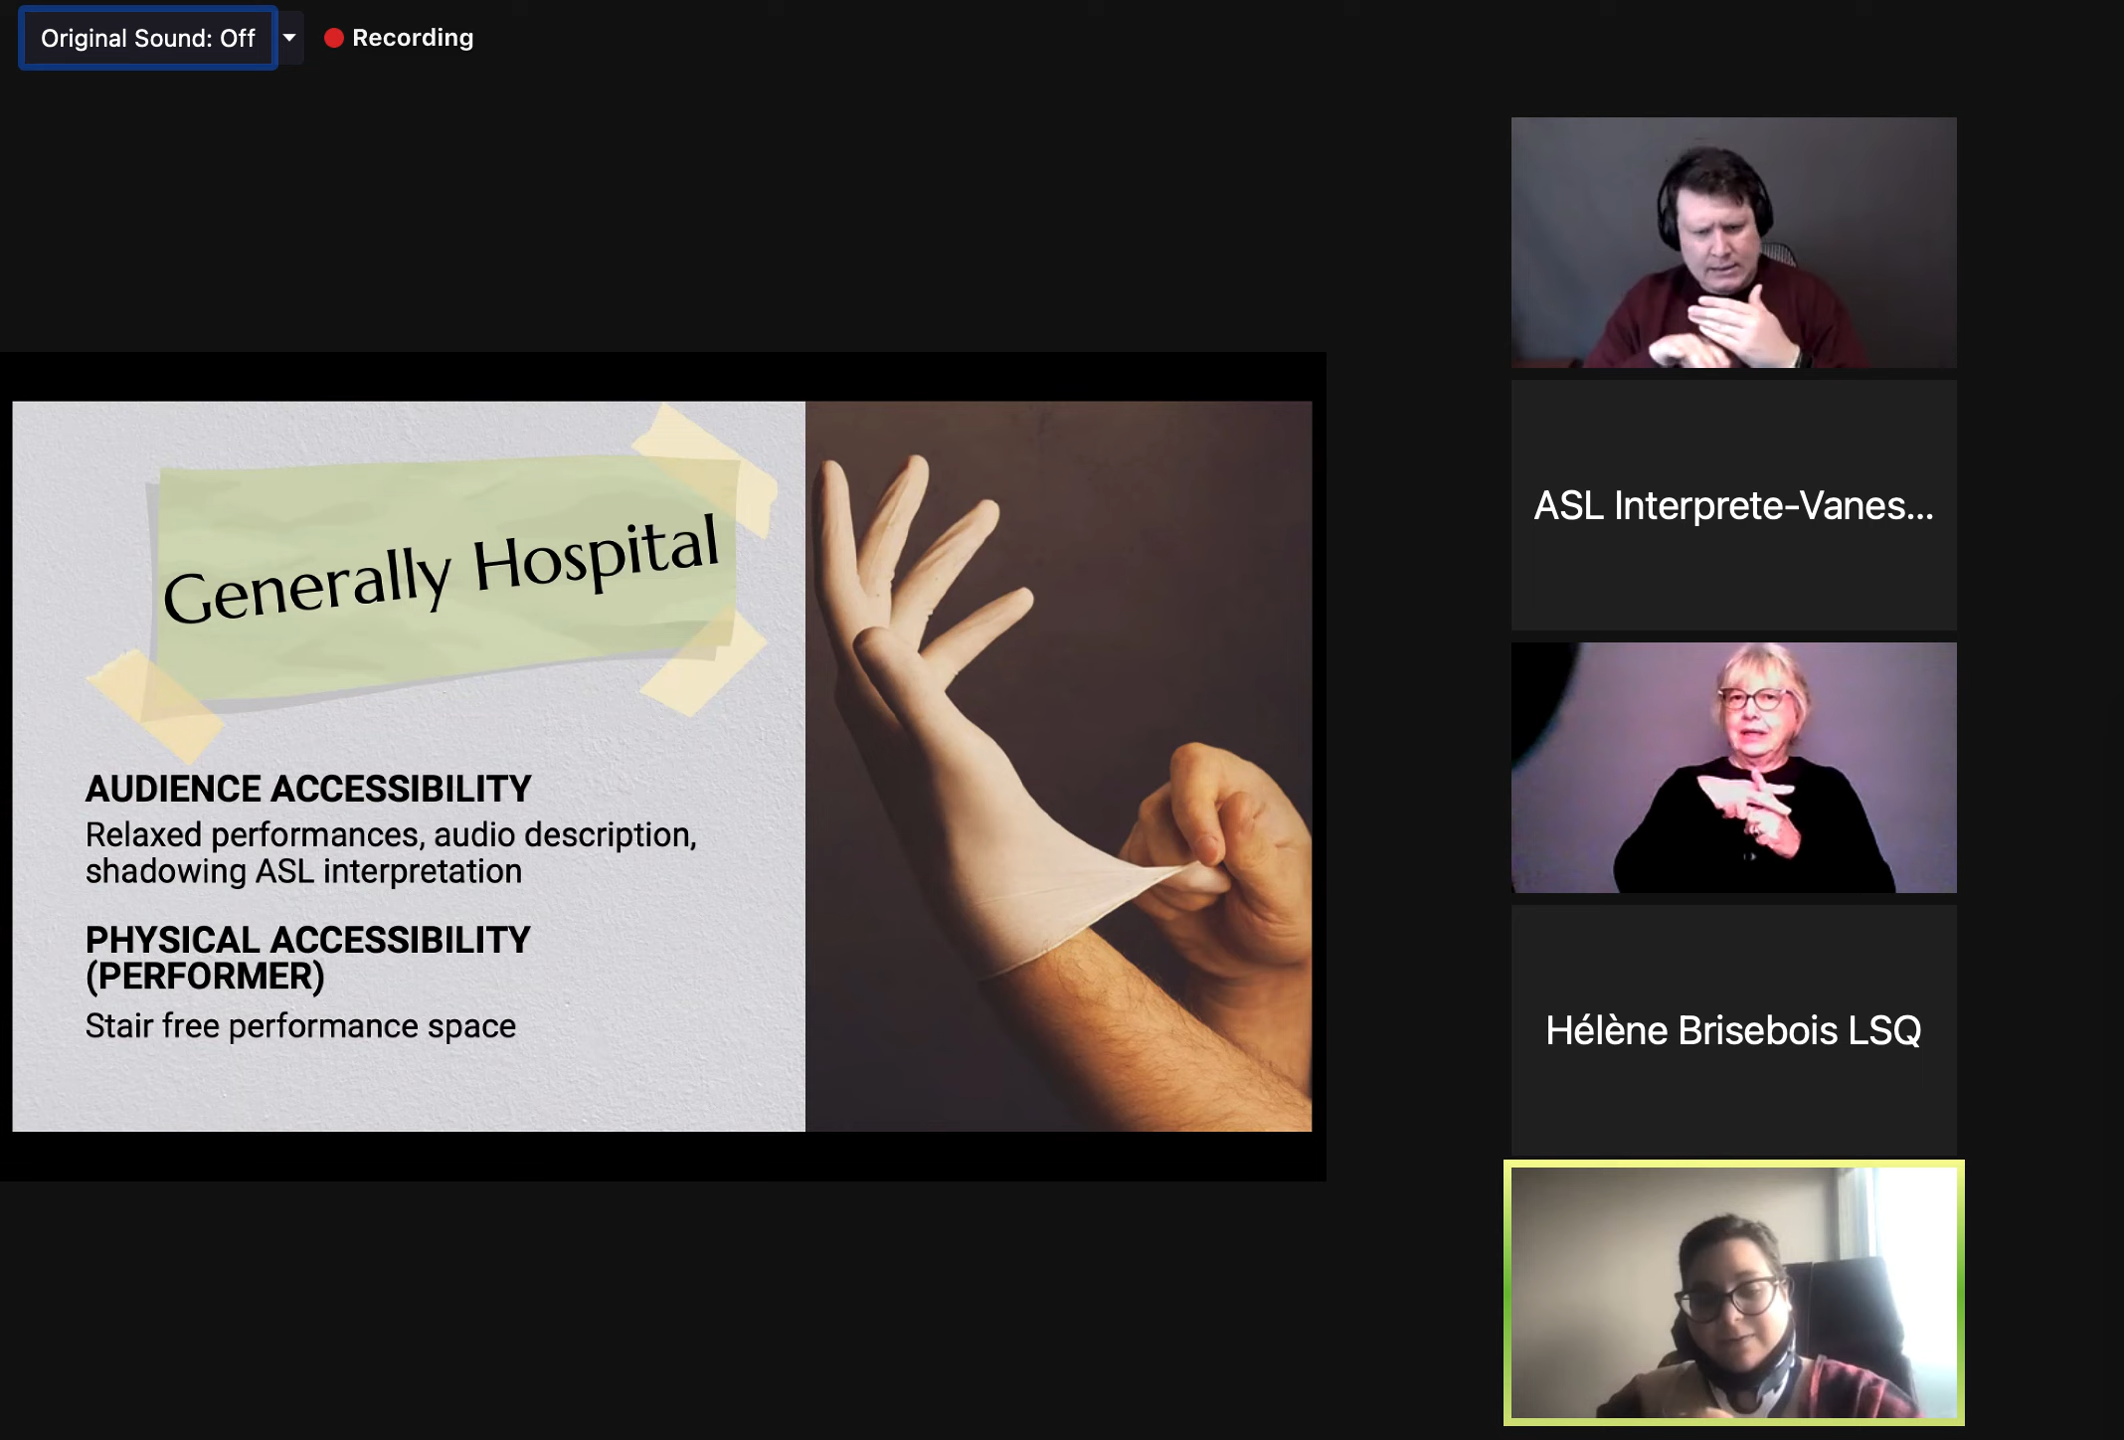 Original Sound: Off
Recording
Generally Hospital
AUDIENCE ACCESSIBILITY
Relaxed performances, audio description,
shadowing ASL interpretation
PHYSICAL ACCESSIBILITY
(PERFORMER)
Stair free performance space
ASL Interprete-Vanes...
Hélène Brisebois LSQ